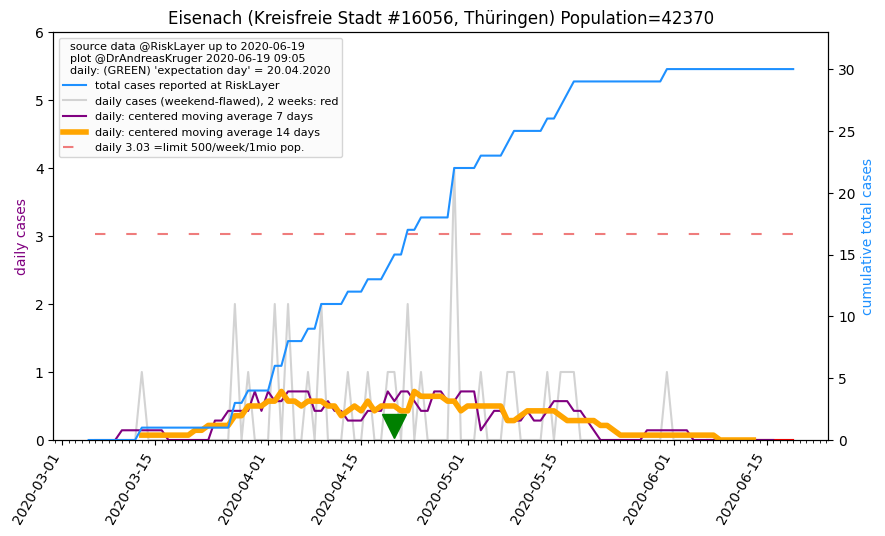 Eisenach (Kreisfreie Stadt #16056, Thüringen) Population=42370
source data @RiskLayer up to 2020-06-19
plot @DrAndreasKruger 2020-06-19 09:05
daily: (GREEN) 'expectation day' = 20.04.2020
total cases reported at RiskLayer
daily cases (weekend-flawed), 2 weeks: red
daily: centered moving average 7 days
daily: centered moving average 14 days
daily 3.03 =limit 500/week/1mio pop.
6
5
4
3
2
1
0
daily cases
30
25
20
15
10
5
0
cumulative total cases
2020-03-01
2020-03-15
2020-04-01
2020-04-15
2020-05-01
2020-05-15
2020-06-01
2020-06-15